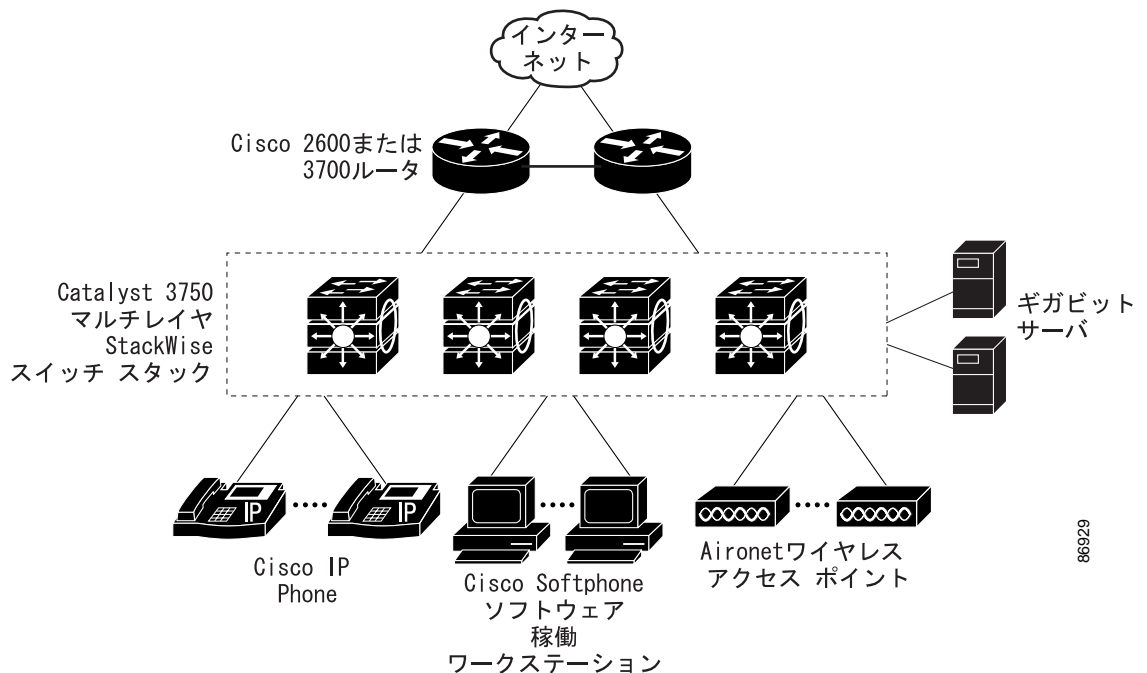 インター
ネット
Cisco 2600または
3700ルータ
Catalyst 3750
マルチレイヤ
StackWise
スイッチ スタック
ギガビット
サーバ
IP
IP
Cisco IP
Phone
Cisco Softphone
ソフトウェア
稼働
ワークステーション
Aironetワイヤレス
アクセス ポイント
86929